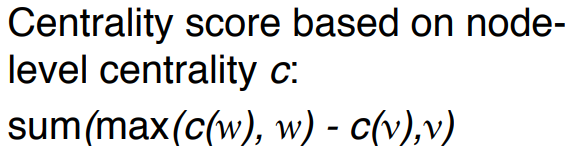 Centrality score based on node-
level centrality c:
sum(max(c(w), w) - c(v),v)